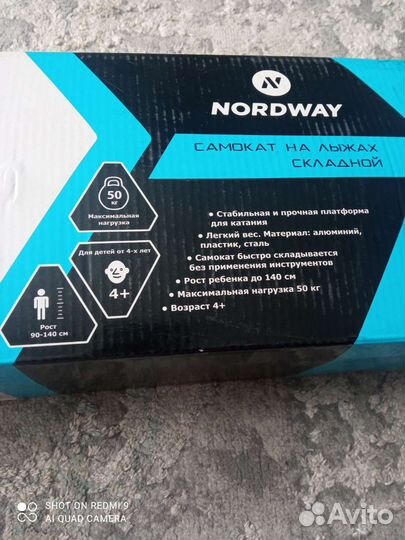 NORDWAY
САМОКАТ НА ЛЫЖАХ
СКЛАДНОЙ
50
КГ
Максимальная
нагрузка
Для детей от 4-х лет
4+
Рост
90-140 см
• Стабильная и прочная платформа
для катания
• Легкий вес. Материал: алюминий,
пластик, сталь
• Самокат быстро складывается
без применения инструментов
• Рост ребенка до 140 см
• Максимальная нагрузка 50 кг
• Возраст 4+
SHOT ON REDMI 9
AI QUAD CAMERA
Avito